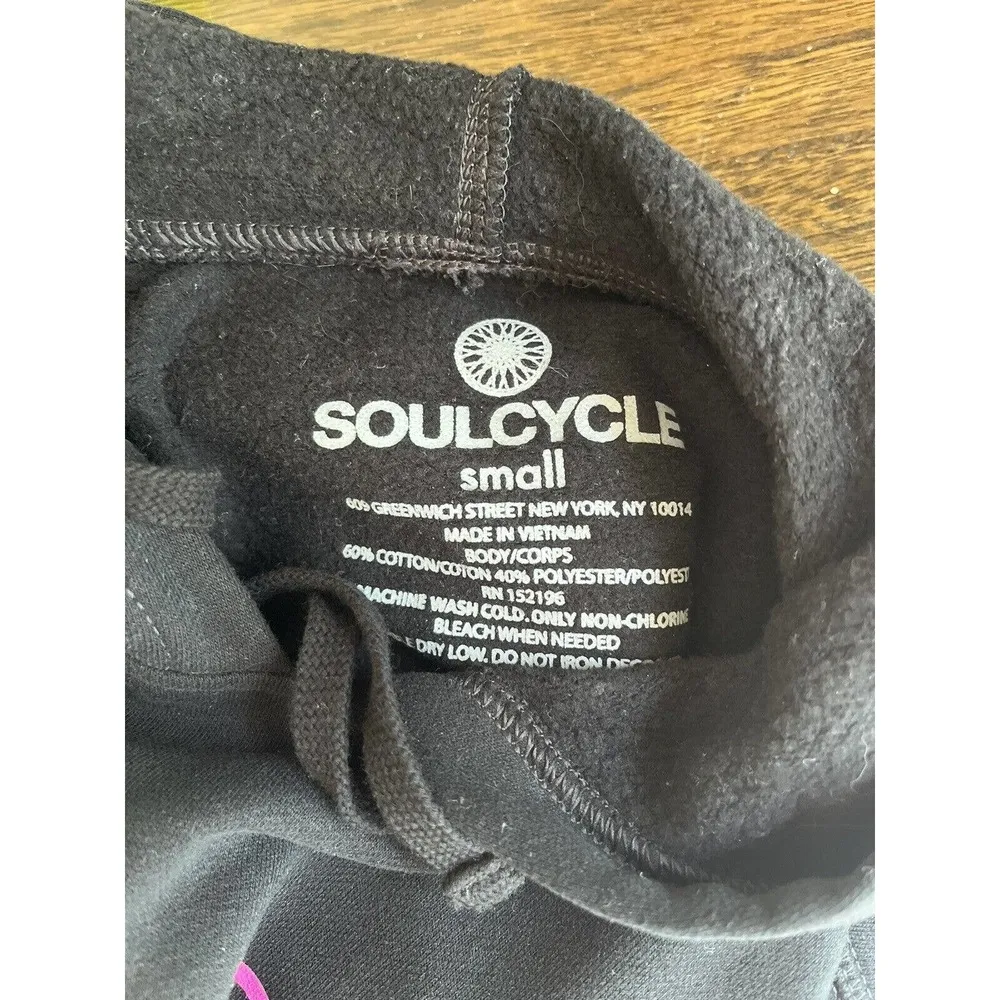 SOULCYCLE
small
609 GREENWICH STREET NEW YORK, NY 10014
MADE IN VIETNAM
BODY/CORPS
60% COTTON/COTON 40% POLYESTER/POLYEST
RN 152196
MACHINE WASH COLD. ONLY NON-CHLORINE
BLEACH WHEN NEEDED
DRY LOW. DO NOT IRON